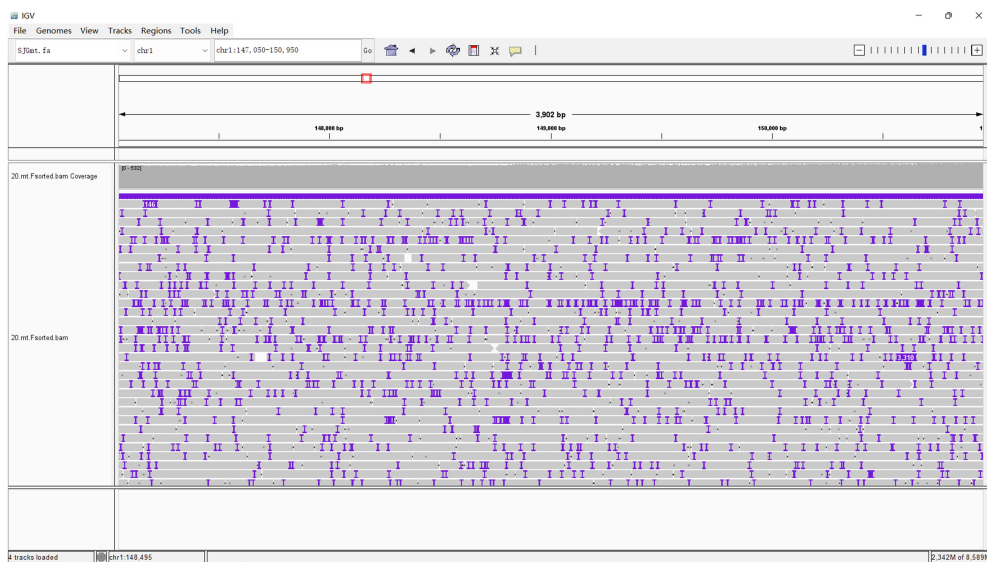 IGV
File Genomes View Tracks Regions Tools Help
SJGmt.fa chr1 chr1:147,050-150,950 Go
3,902 bp
148,000 bp 149,000 bp 150,000 bp 1
20.mt.Fsorted.bam Coverage
[0 - 632]
20.mt.Fsorted.bam
4 tracks loaded chr1:148,495 2,342M of 8,589M